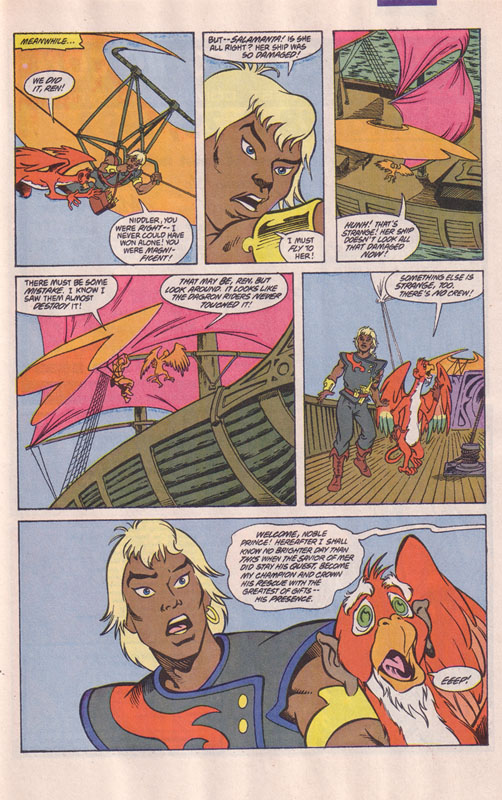 MEANWHILE...
WE DID
IT, REN!
NIDDLER, YOU
WERE RIGHT-- I
NEVER COULD HAVE
WON ALONE! YOU
WERE MAGNI-
FICENT!
BUT--SALAMANTA! IS SHE
ALL RIGHT? HER SHIP WAS
SO DAMAGED!
I MUST
FLY TO
HER!
HUNH! THAT'S
STRANGE! HER SHIP
DOESN'T LOOK ALL
THAT DAMAGED
NOW!
THERE MUST BE SOME
MISTAKE. I KNOW I
SAW THEM ALMOST
DESTROY IT!
THAT MAY BE, REN. BUT
LOOK AROUND. IT LOOKS LIKE
THE DAGRON RIDERS NEVER
TOUCHED IT!
SOMETHING ELSE IS
STRANGE, TOO.
THERE'S NO CREW!
WELCOME, NOBLE
PRINCE! HEREAFTER I SHALL
KNOW NO BRIGHTER DAY THAN
THIS WHEN THE SAVIOR OF MER
DID STAY HIS QUEST, BECOME
MY CHAMPION AND CROWN
HIS RESCUE WITH THE
GREATEST OF GIFTS--
HIS PRESENCE.
EEEP!